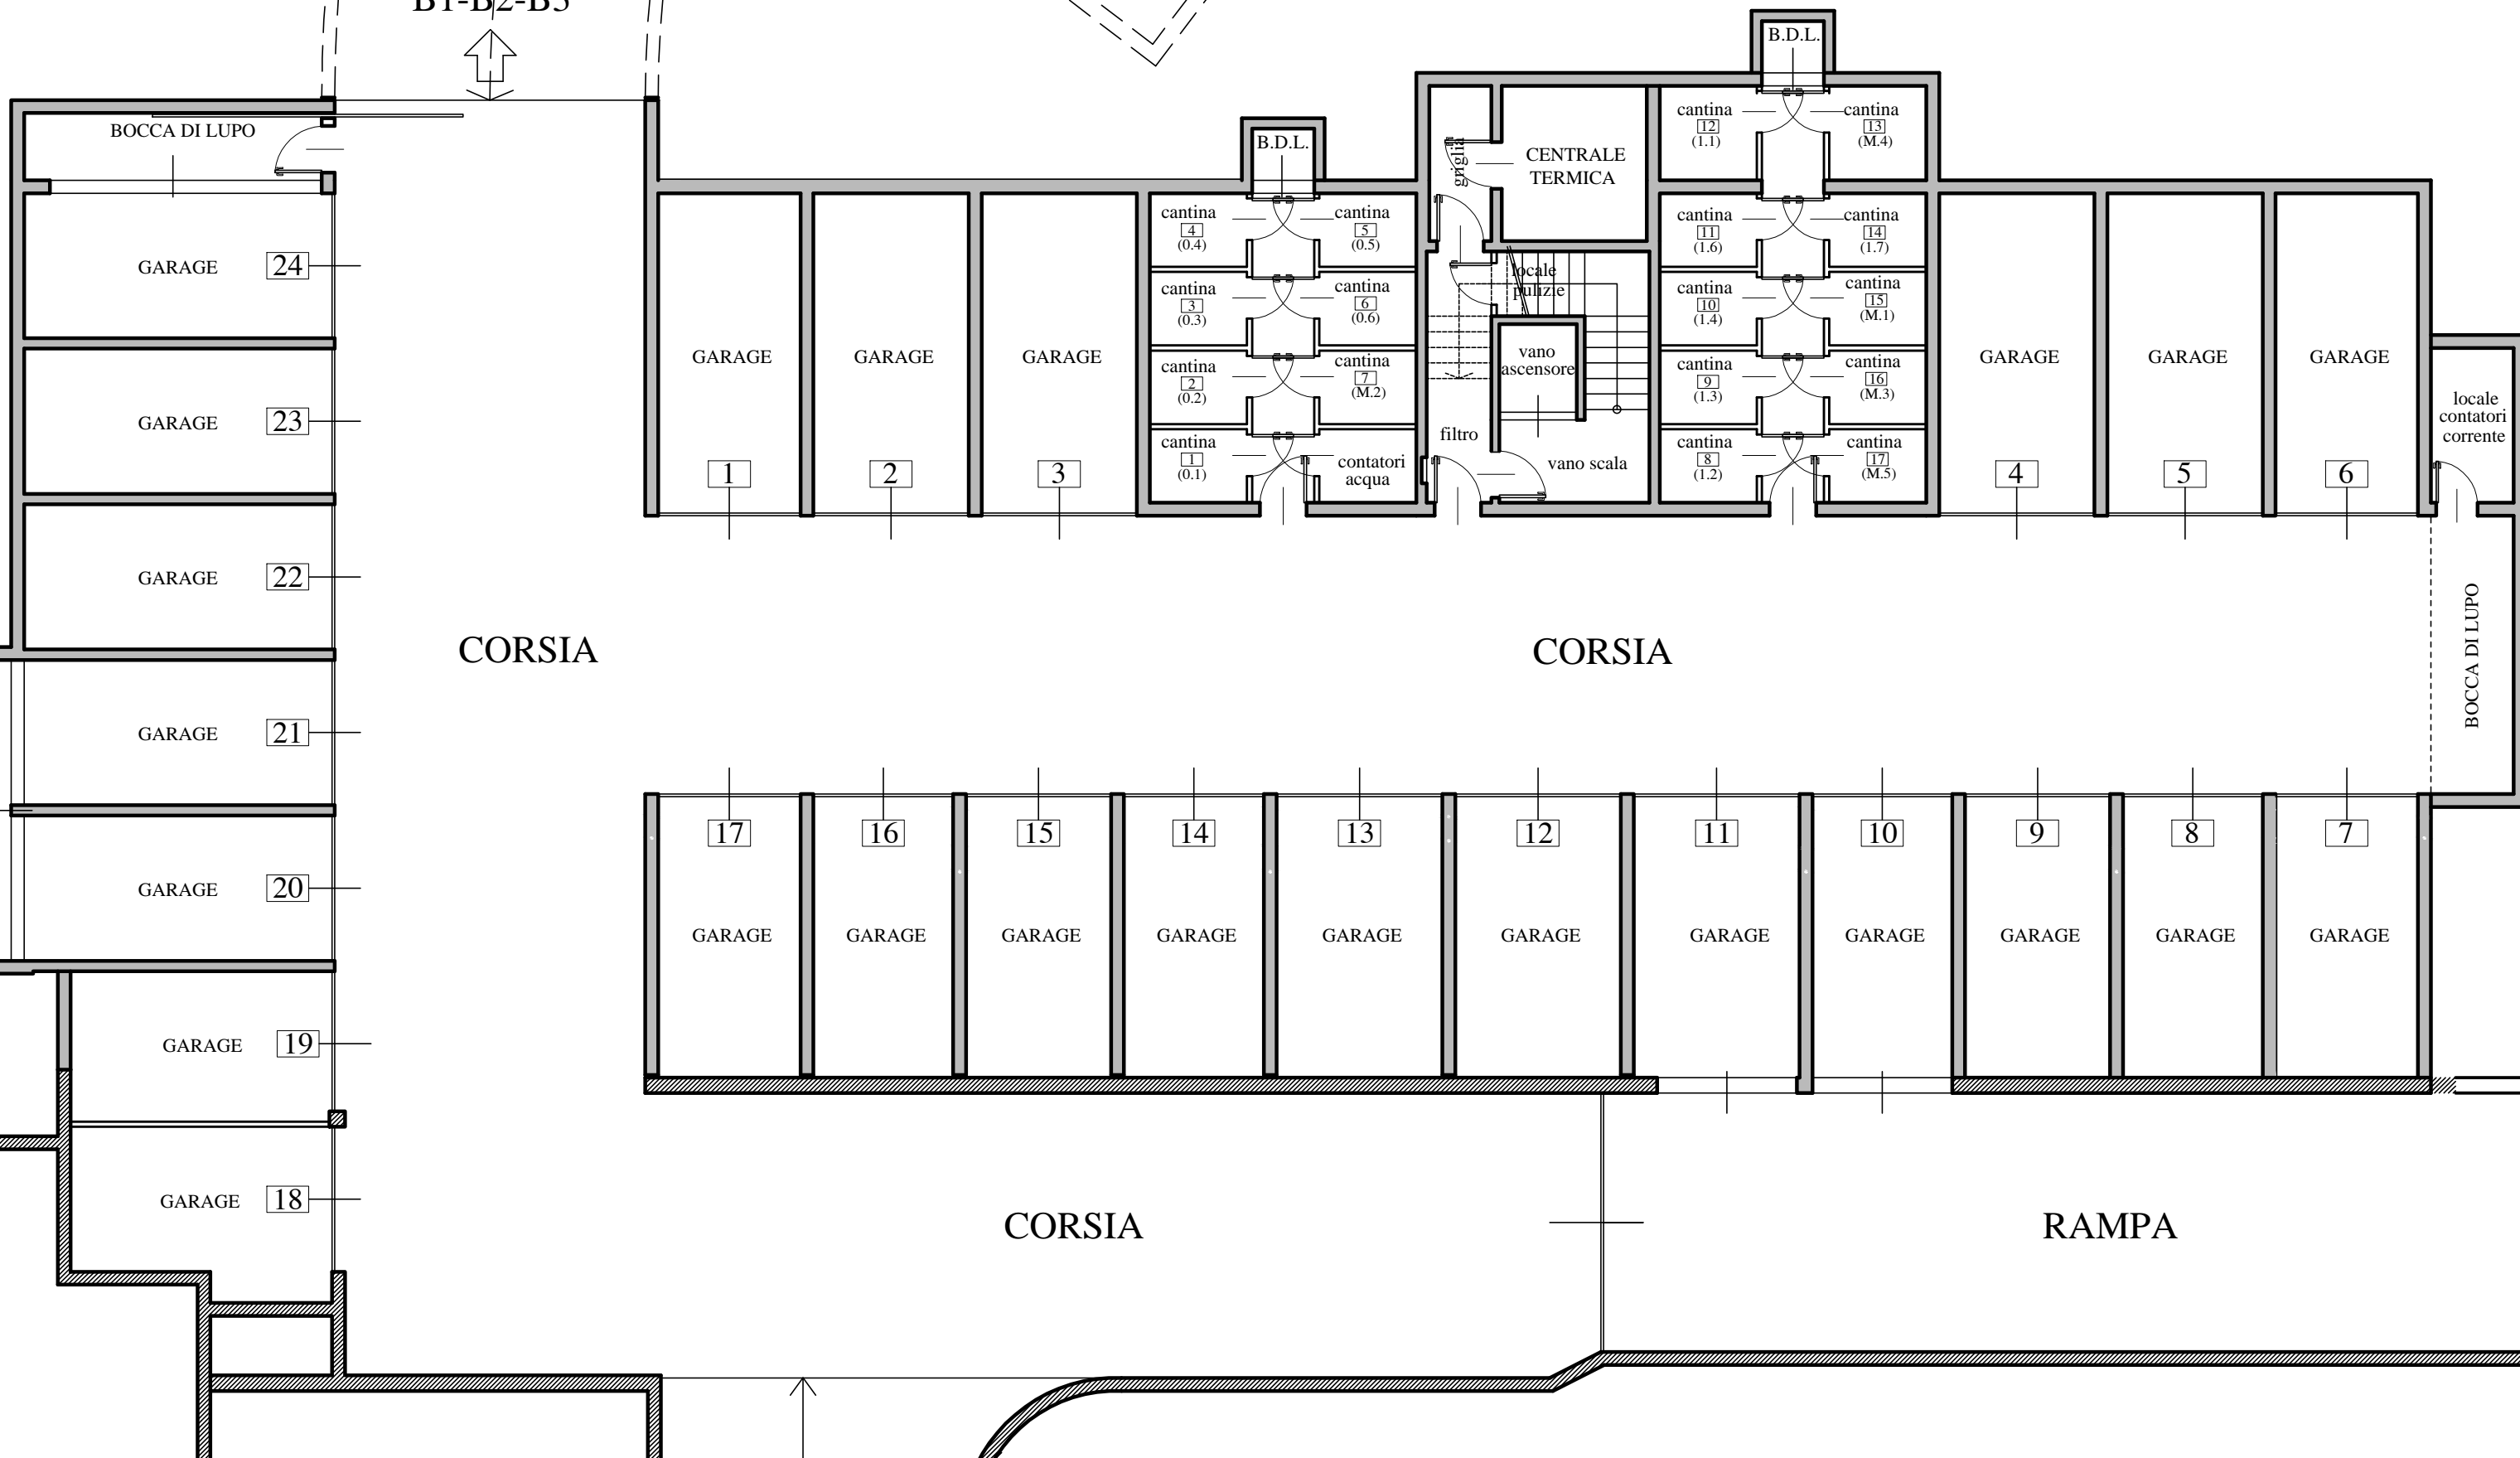 B1-B2-B3
B.D.L.
BOCCA DI LUPO
B.D.L.
griglia
CENTRALE
TERMICA
cantina
12
(1.1)
cantina
13
(M.4)
cantina
4
(0.4)
cantina
5
(0.5)
cantina
11
(1.6)
cantina
14
(1.7)
GARAGE 24
locale
pulizie
cantina
3
(0.3)
cantina
6
(0.6)
cantina
10
(1.4)
cantina
15
(M.1)
GARAGE
GARAGE
GARAGE
cantina
2
(0.2)
cantina
7
(M.2)
vano
ascensore
cantina
9
(1.3)
cantina
16
(M.3)
GARAGE
GARAGE
GARAGE
locale
contatori
corrente
GARAGE 23
1
2
3
cantina
1
(0.1)
contatori
acqua
filtro
vano scala
cantina
8
(1.2)
cantina
17
(M.5)
4
5
6
GARAGE 22
CORSIA
CORSIA
BOCCA DI LUPO
GARAGE 21
17
16
15
14
13
12
11
10
9
8
7
GARAGE 20
GARAGE
GARAGE
GARAGE
GARAGE
GARAGE
GARAGE
GARAGE
GARAGE
GARAGE
GARAGE
GARAGE
GARAGE 19
GARAGE 18
CORSIA
RAMPA